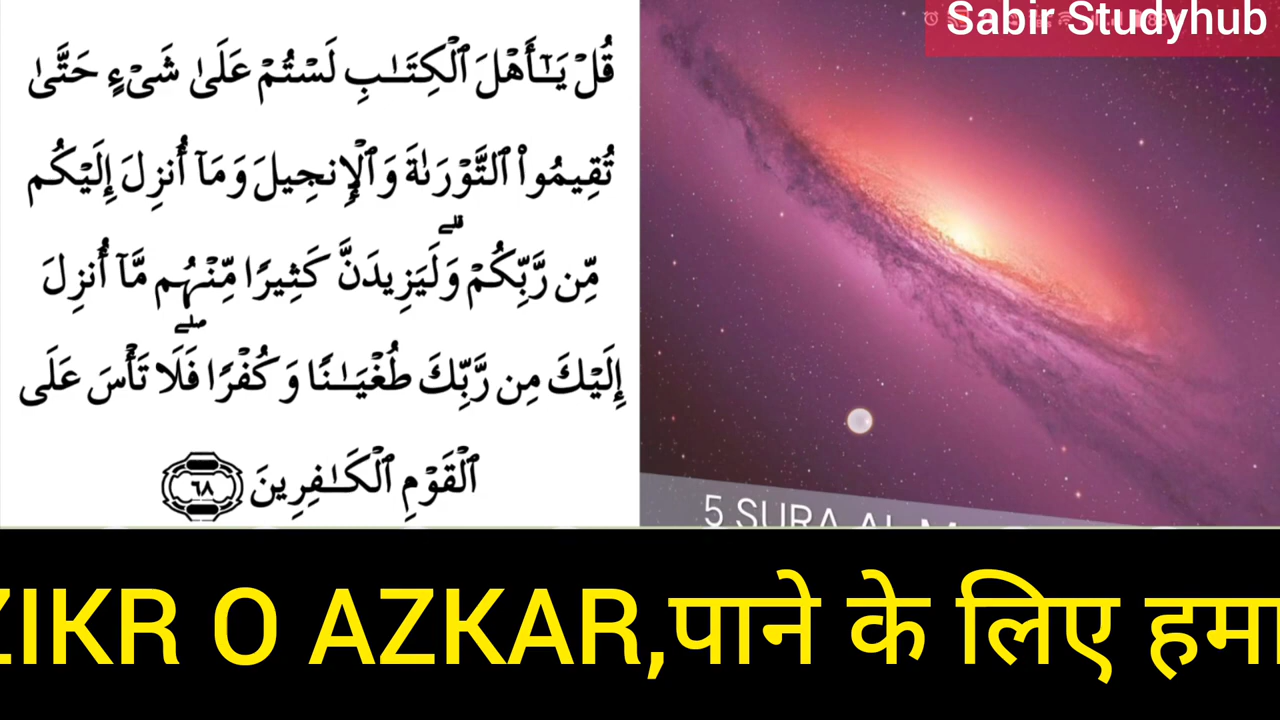 Sabir Studyhub
قُلْ يَـٰٓأَهْلَ ٱلْكِتَـٰبِ لَسْتُمْ عَلَىٰ شَىْءٍ حَتَّىٰ
تُقِيمُوا۟ ٱلتَّوْرَىٰةَ وَٱلْإِنجِيلَ وَمَآ أُنزِلَ إِلَيْكُم
مِّن رَّبِّكُمْ ۗ وَلَيَزِيدَنَّ كَثِيرًا مِّنْهُم مَّآ أُنزِلَ
إِلَيْكَ مِن رَّبِّكَ طُغْيَـٰنًا وَكُفْرًا ۖ فَلَا تَأْسَ عَلَى
ٱلْقَوْمِ ٱلْكَـٰفِرِينَ ٦٨
5 SURA
ZIKR O AZKAR,पाने के लिए हमा